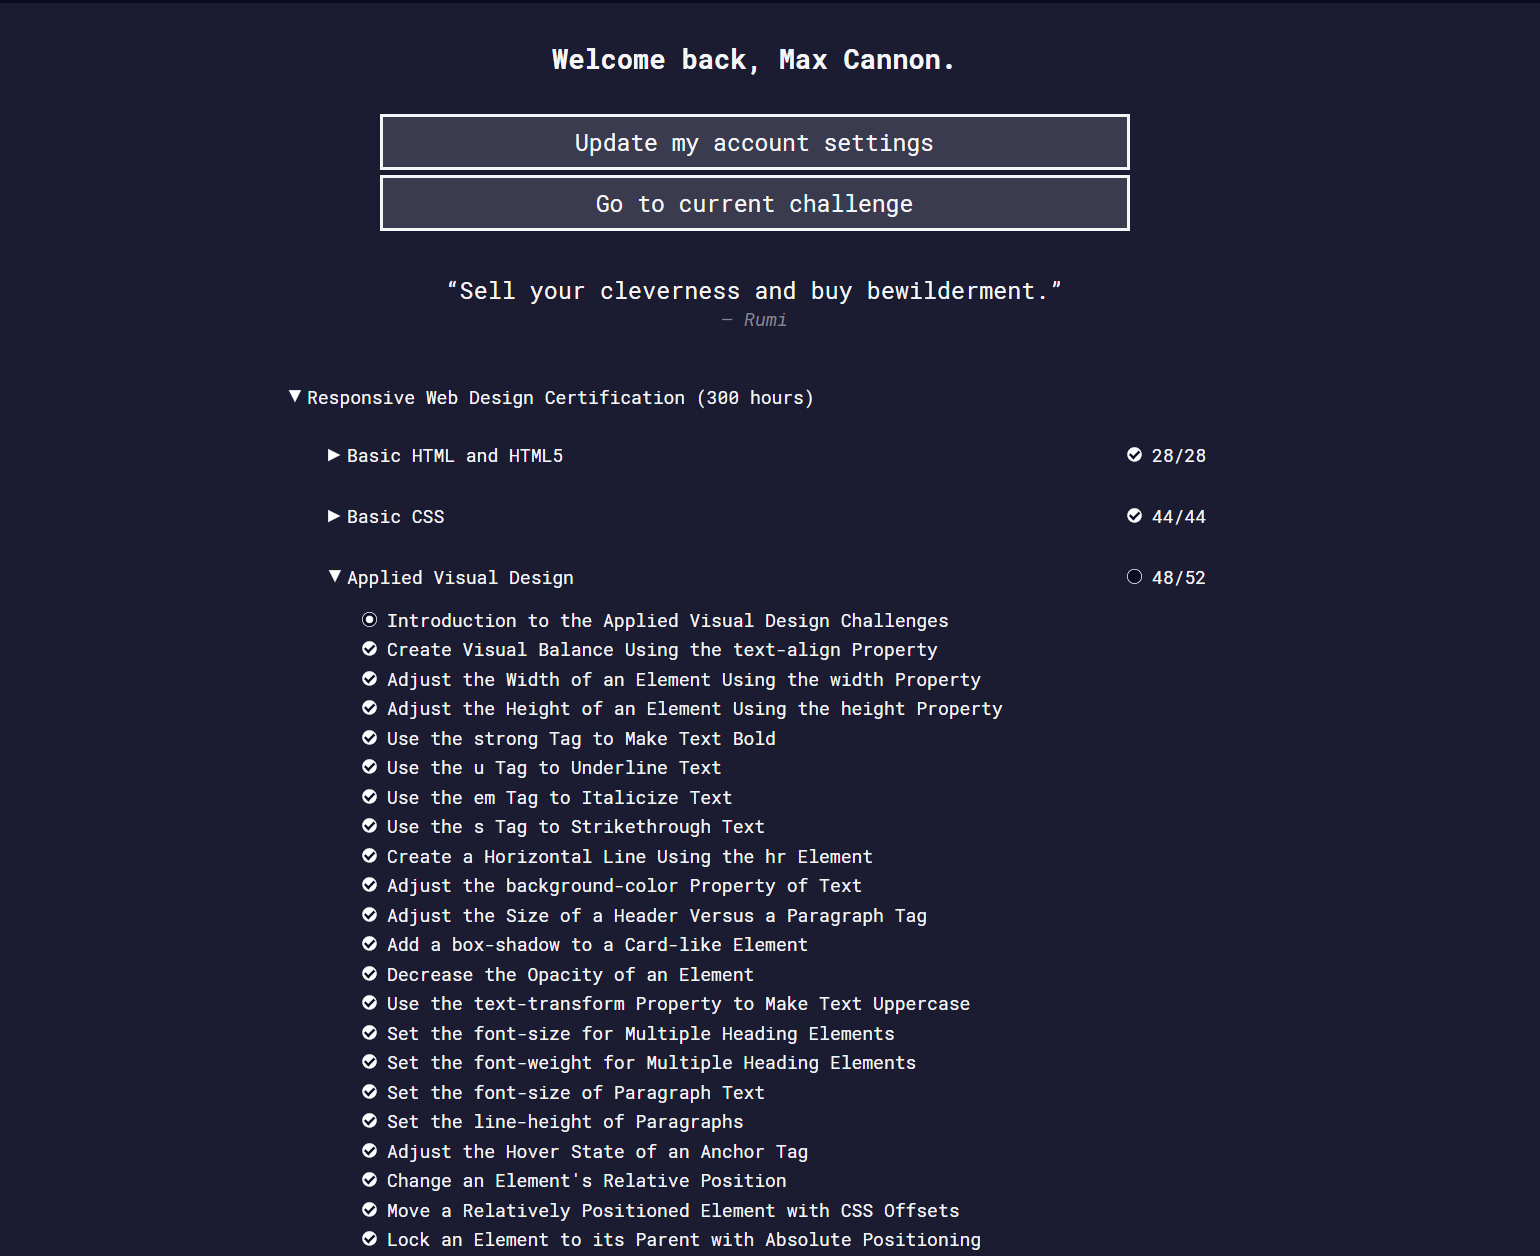 Welcome back, Max Cannon.
Update my account settings
Go to current challenge
“Sell your cleverness and buy bewilderment.”
— Rumi
Responsive Web Design Certification (300 hours)
Basic HTML and HTML5 28/28
Basic CSS 44/44
Applied Visual Design 48/52
Introduction to the Applied Visual Design Challenges
Create Visual Balance Using the text-align Property
Adjust the Width of an Element Using the width Property
Adjust the Height of an Element Using the height Property
Use the strong Tag to Make Text Bold
Use the u Tag to Underline Text
Use the em Tag to Italicize Text
Use the s Tag to Strikethrough Text
Create a Horizontal Line Using the hr Element
Adjust the background-color Property of Text
Adjust the Size of a Header Versus a Paragraph Tag
Add a box-shadow to a Card-like Element
Decrease the Opacity of an Element
Use the text-transform Property to Make Text Uppercase
Set the font-size for Multiple Heading Elements
Set the font-weight for Multiple Heading Elements
Set the font-size of Paragraph Text
Set the line-height of Paragraphs
Adjust the Hover State of an Anchor Tag
Change an Element's Relative Position
Move a Relatively Positioned Element with CSS Offsets
Lock an Element to its Parent with Absolute Positioning